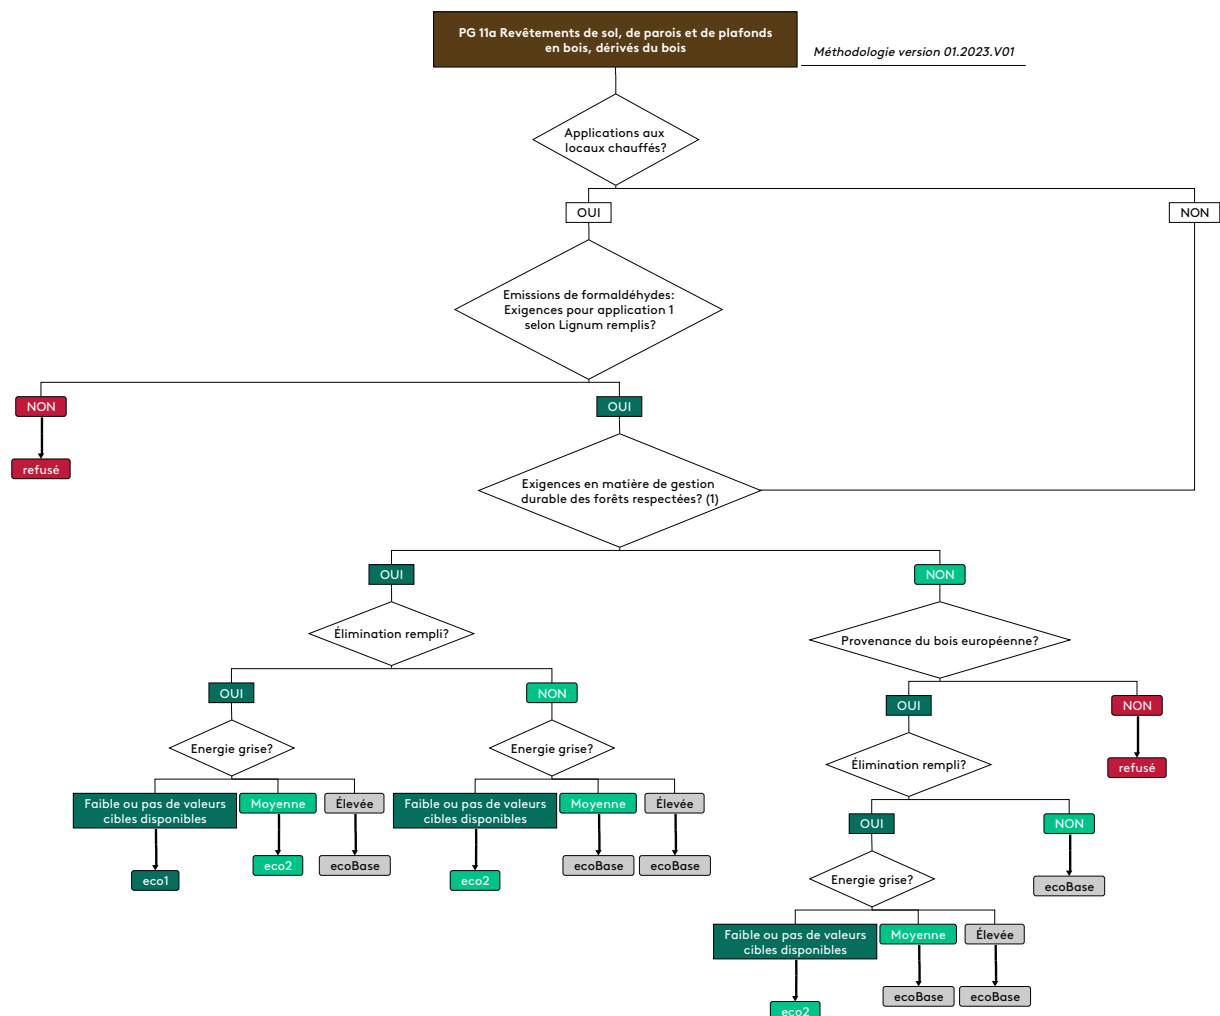 PG 11a Revêtements de sol, de parois et de plafonds
en bois, dérivés du bois
Méthodologie version 01.2023.V01
Applications aux
locaux chauffés?
OUI
NON
Emissions de formaldéhydes:
Exigences pour application 1
selon Lignum remplis?
NON
OUI
refusé
Exigences en matière de gestion
durable des forêts respectées? (1)
OUI
NON
Élimination rempli?
Provenance du bois européenne?
OUI
NON
OUI
NON
Energie grise?
Energie grise?
Élimination rempli?
refusé
Faible ou pas de valeurs
cibles disponibles
Moyenne
Élevée
Faible ou pas de valeurs
cibles disponibles
Moyenne
Élevée
OUI
NON
eco1
eco2
ecoBase
eco2
ecoBase
ecoBase
Energie grise?
ecoBase
Faible ou pas de valeurs
cibles disponibles
Moyenne
Élevée
eco2
ecoBase
ecoBase